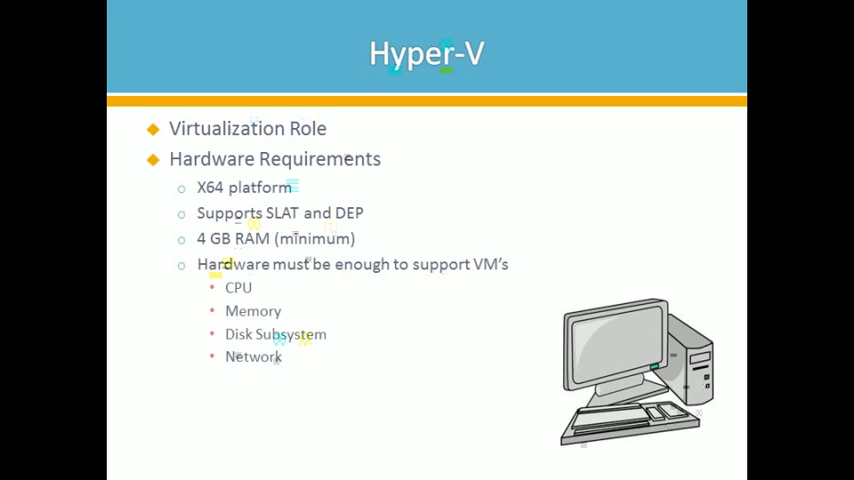 Hyper-V
Virtualization Role
Hardware Requirements
X64 platform
Supports SLAT and DEP
4 GB RAM (minimum)
Hardware must be enough to support VM's
CPU
Memory
Disk Subsystem
Network